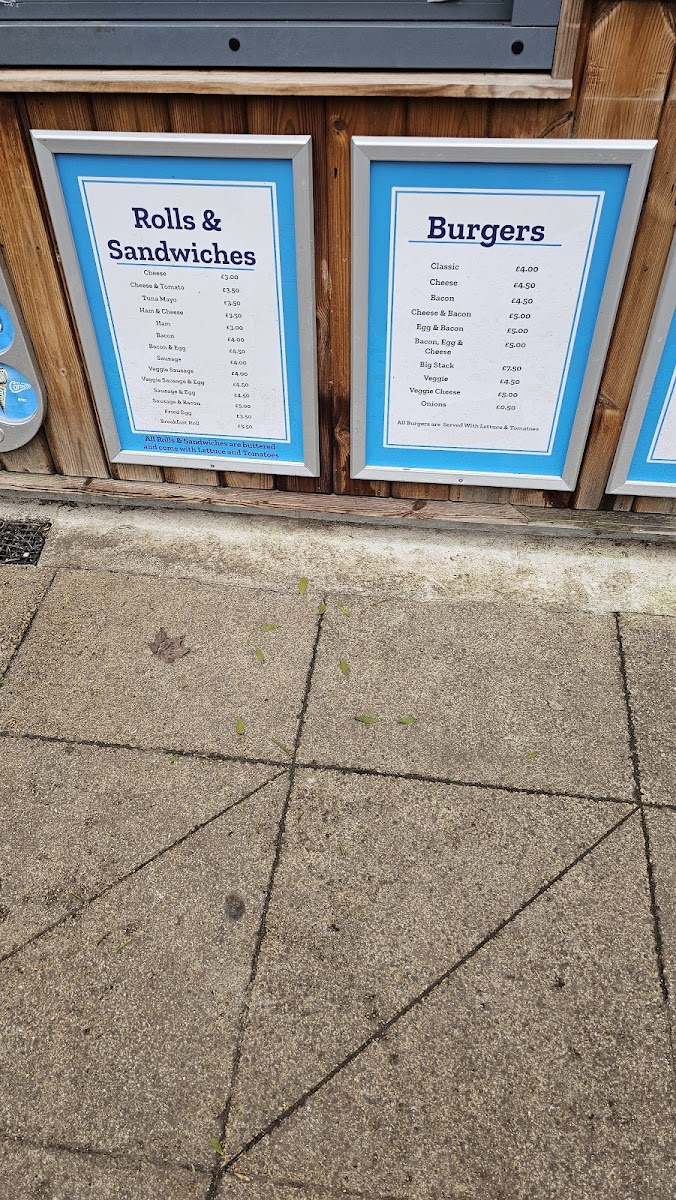 Rolls &
Sandwiches
Cheese £3.00
Cheese & Tomato £3.50
Tuna Mayo £3.50
Ham & Cheese £3.50
Ham £3.00
Bacon £4.00
Bacon & Egg £4.50
Sausage £4.00
Veggie Sausage £4.00
Veggie Sausage & Egg £4.50
Sausage & Egg £4.50
Sausage & Bacon £5.00
Fried Egg £3.50
Breakfast Roll £5.50
All Rolls & Sandwiches are buttered
and come with Lettuce and Tomatoes
Burgers
Classic £4.00
Cheese £4.50
Bacon £4.50
Cheese & Bacon £5.00
Egg & Bacon £5.00
Bacon, Egg & £5.00
Cheese
Big Stack £7.50
Veggie £4.50
Veggie Cheese £5.00
Onions £0.50
All Burgers are Served With Lettuce & Tomatoes